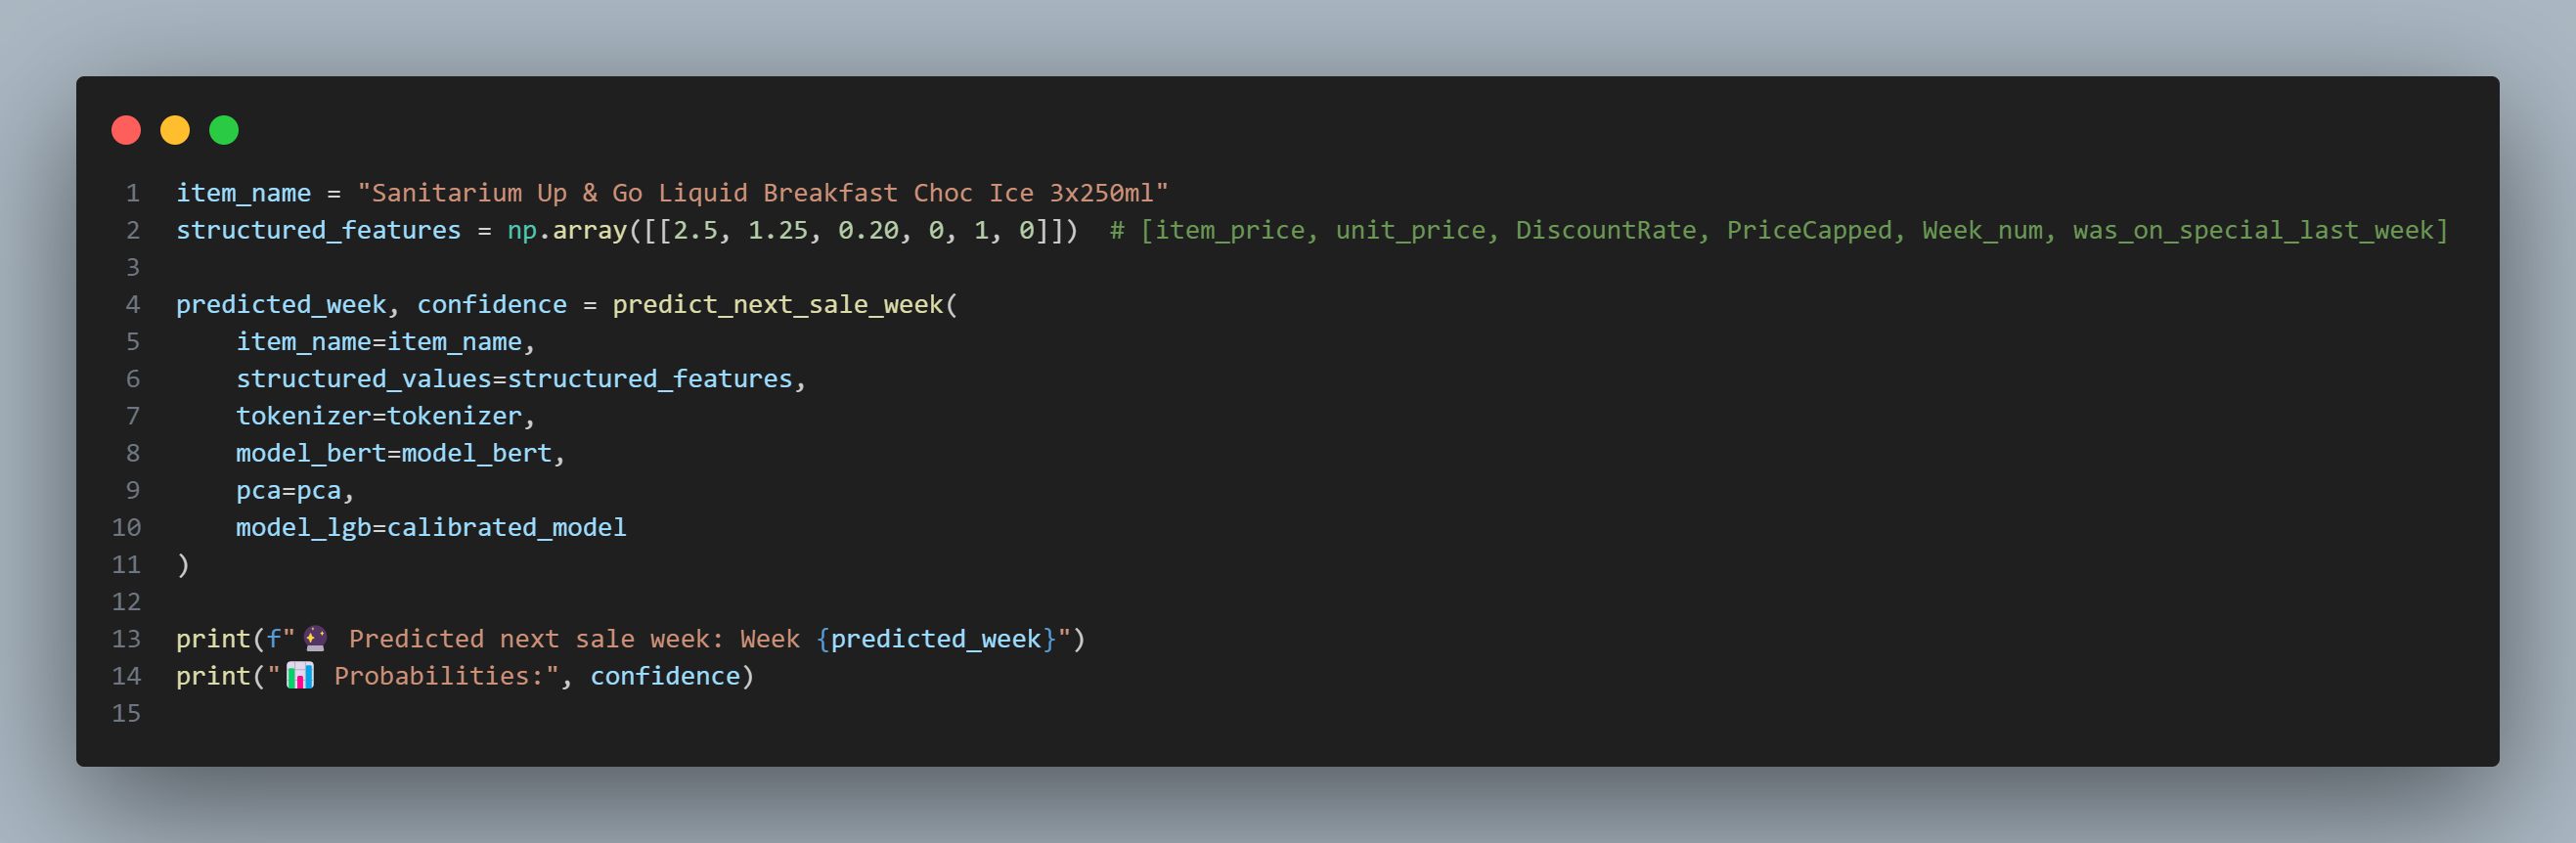 1 item_name = "Sanitarium Up & Go Liquid Breakfast Choc Ice 3x250ml"
2 structured_features = np.array([[2.5, 1.25, 0.20, 0, 1, 0]])  # [item_price, unit_price, DiscountRate, PriceCapped, Week_num, was_on_special_last_week]
3
4 predicted_week, confidence = predict_next_sale_week(
5     item_name=item_name,
6     structured_values=structured_features,
7     tokenizer=tokenizer,
8     model_bert=model_bert,
9     pca=pca,
10     model_lgb=calibrated_model
11 )
12
13 print(f"🔮 Predicted next sale week: Week {predicted_week}")
14 print("📊 Probabilities:", confidence)
15